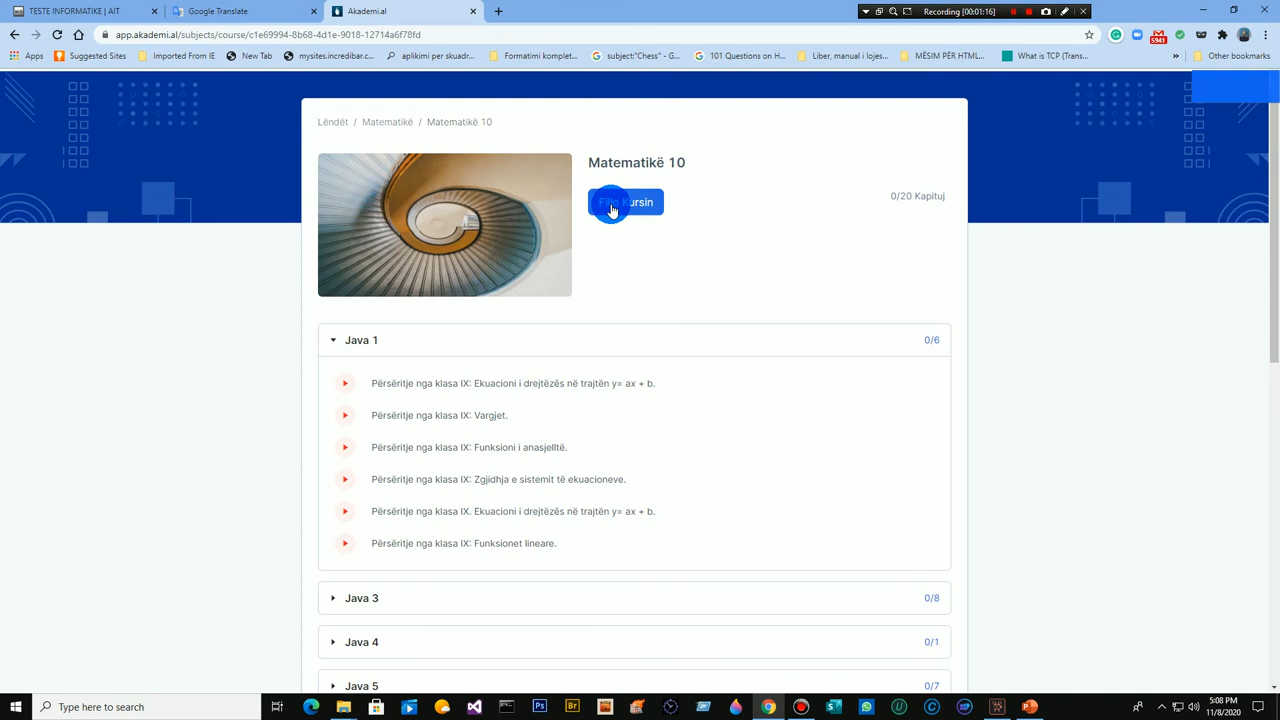 TESTE INFORMATIKE | AIT
Google Translate
Akademi.al
Recording [00:01:16]
app.akademi.al/subjects/course/c1e69994-8b68-4d1e-9018-12714a6f78fd
Apps
Suggested Sites
Imported From IE
New Tab
mustes.incredible.c...
aplikimi per skuadr...
Formatimi komplet...
subject:"Chess" - G...
101 Questions on H...
Liber, manual i lojes...
MËSIM PËR HTML...
What is TCP (Trans...
»
Other bookmarks
Lëndët / Matematikë / Matematikë 10
Matematikë 10
Fillo Kursin
0/20 Kapituj
Java 1
0/6
Përsëritje nga klasa IX: Ekuacioni i drejtëzës në trajtën y= ax + b.
Përsëritje nga klasa IX: Vargjet.
Përsëritje nga klasa IX: Funksioni i anasjelltë.
Përsëritje nga klasa IX: Zgjidhja e sistemit të ekuacioneve.
Përsëritje nga klasa IX. Ekuacioni i drejtëzës në trajtën y= ax + b.
Përsëritje nga klasa IX: Funksionet lineare.
Java 3
0/8
Java 4
0/1
Java 5
0/7
Type here to search
5:08 PM
11/8/2020